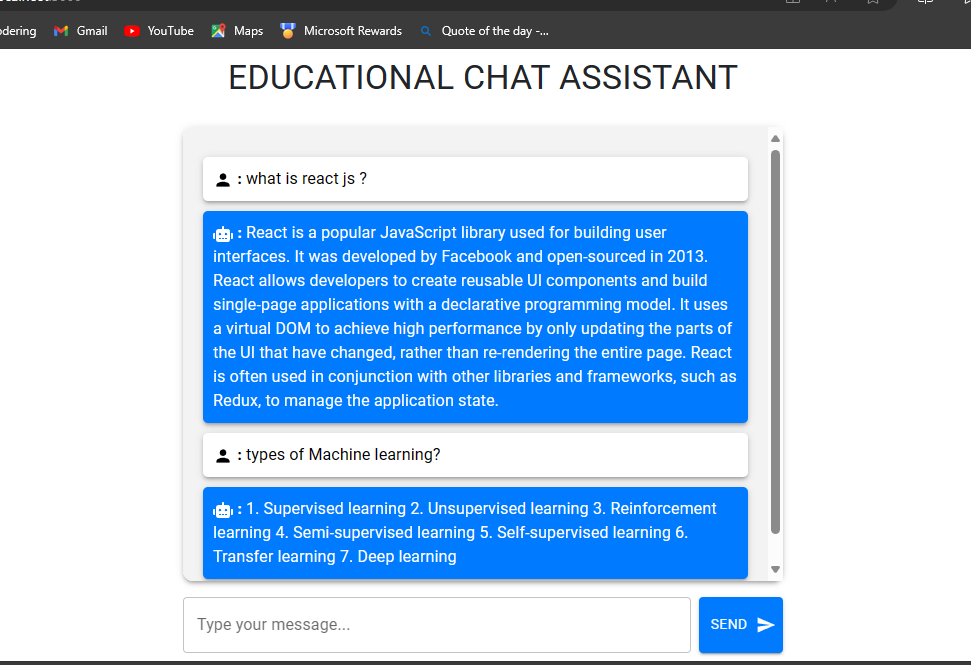 Gmail YouTube Maps Microsoft Rewards Quote of the day -...
EDUCATIONAL CHAT ASSISTANT
: what is react js ?
: React is a popular JavaScript library used for building user
interfaces. It was developed by Facebook and open-sourced in 2013.
React allows developers to create reusable UI components and build
single-page applications with a declarative programming model. It uses
a virtual DOM to achieve high performance by only updating the parts of
the UI that have changed, rather than re-rendering the entire page. React
is often used in conjunction with other libraries and frameworks, such as
Redux, to manage the application state.
: types of Machine learning?
: 1. Supervised learning 2. Unsupervised learning 3. Reinforcement
learning 4. Semi-supervised learning 5. Self-supervised learning 6.
Transfer learning 7. Deep learning
Type your message...
SEND